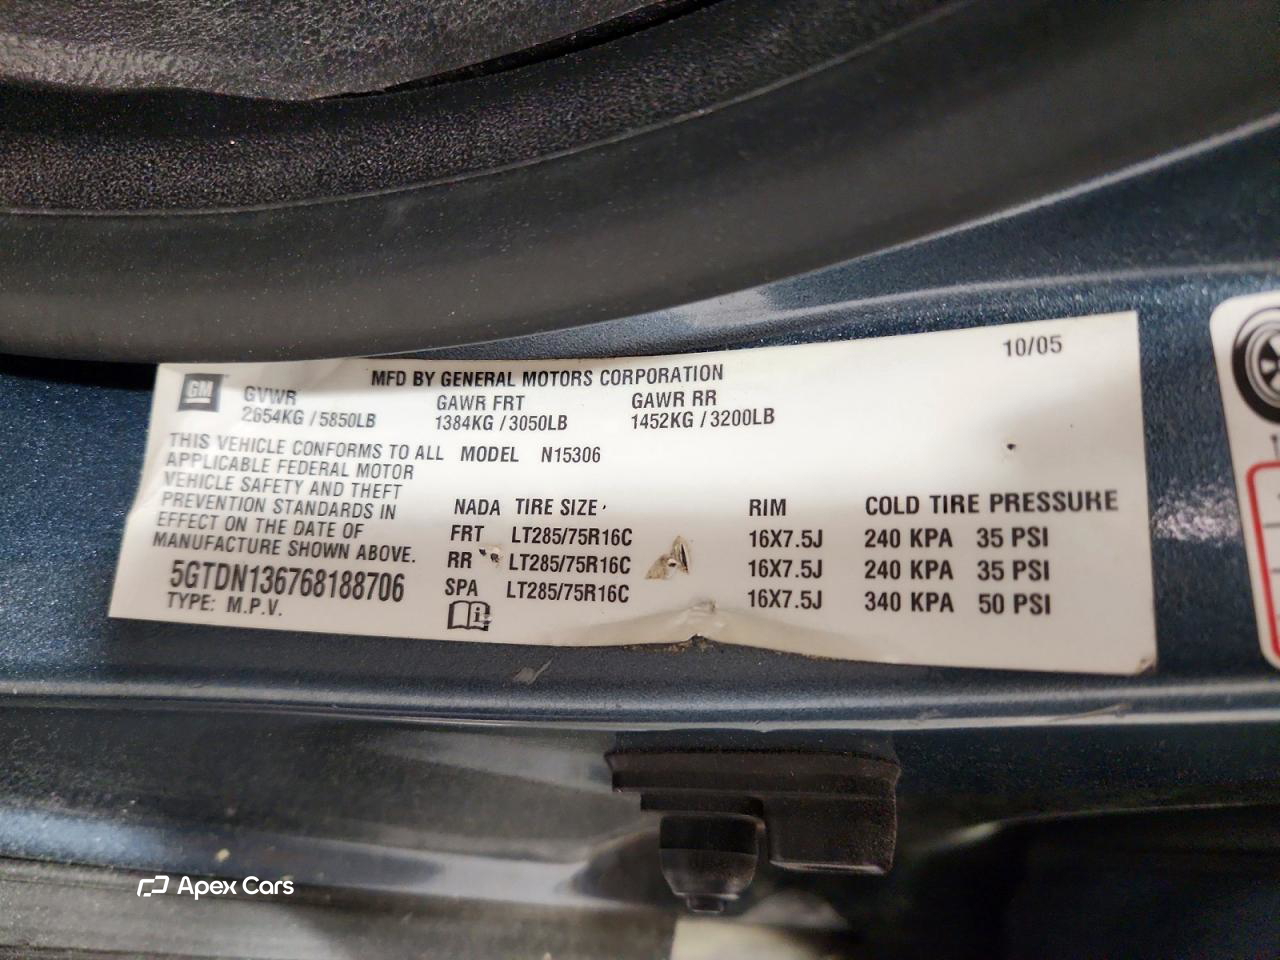 10/05
GM
MFD BY GENERAL MOTORS CORPORATION
GVWR GAWR FRT GAWR RR
2654KG / 5850LB 1384KG / 3050LB 1452KG / 3200LB
THIS VEHICLE CONFORMS TO ALL
APPLICABLE FEDERAL MOTOR
VEHICLE SAFETY AND THEFT
PREVENTION STANDARDS IN
EFFECT ON THE DATE OF
MANUFACTURE SHOWN ABOVE.
5GTDN136768188706
TYPE: M.P.V.
MODEL N15306
NADA TIRE SIZE RIM COLD TIRE PRESSURE
FRT LT285/75R16C 16X7.5J 240 KPA 35 PSI
RR LT285/75R16C 16X7.5J 240 KPA 35 PSI
SPA LT285/75R16C 16X7.5J 340 KPA 50 PSI
Apex Cars